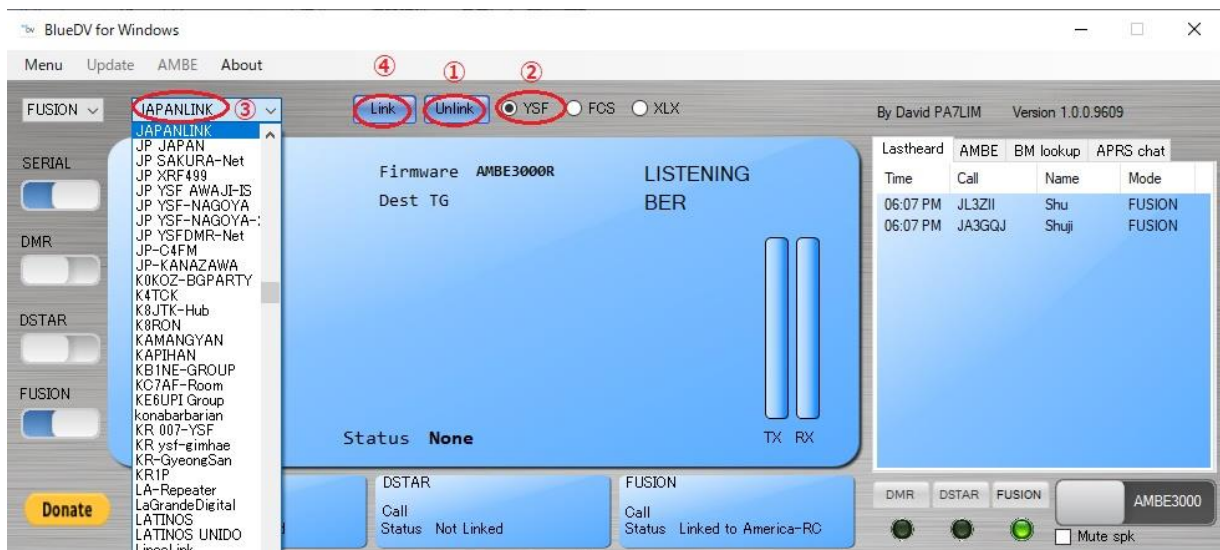 BlueDV for Windows
Menu Update AMBE About
④ ① ②
FUSION JAPANLINK ③ Link Unlink YSF FCS XLX
By David PA7LIM Version 1.0.0.9609
SERIAL
DMR
DSTAR
FUSION
Donate
JAPANLINK
JP JAPAN
JP SAKURA-Net
JP XRF499
JP YSF AWAJI-IS
JP YSF-NAGOYA
JP YSF-NAGOYA-
JP YSFDMR-Net
JP-C4FM
JP-KANAZAWA
K0KOZ-BGPARTY
K4TCK
K8JTK-Hub
K8RON
KAMANGYAN
KAPIHAN
KB1NE-GROUP
KC7AF-Room
KE6UPI Group
konabarbarian
KR 007-YSF
KR ysf-gimhae
KR-GyeongSan
KR1P
LA-Repeater
LaGrandeDigital
LATINOS
LATINOS UNIDO
Firmware AMBE3000R
Dest TG
LISTENING
BER
Status None
TX RX
Lastheard AMBE BM lookup APRS chat
Time Call Name Mode
06:07 PM JL3ZII Shu FUSION
06:07 PM JA3GQJ Shuji FUSION
DSTAR
Call
Status Not Linked
FUSION
Call
Status Linked to America-RC
DMR DSTAR FUSION
AMBE3000
Mute spk